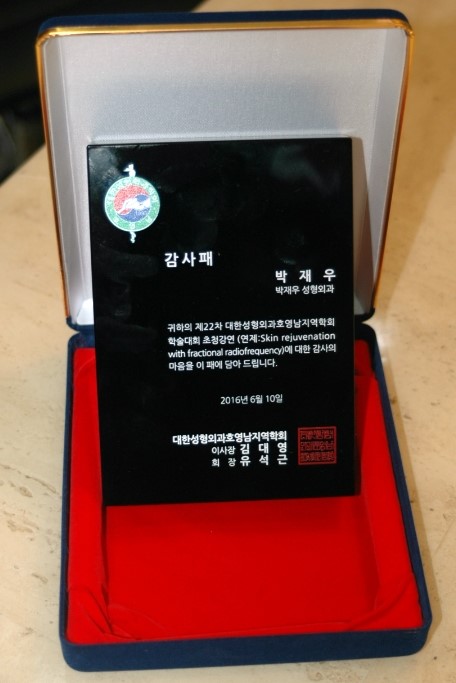 감사패
박 재 우
박재우 성형외과
귀하의 제22차 대한성형외과호영남지역학회
학술대회 초청강연 (연제:Skin rejuvenation
with fractional radiofrequency)에 대한 감사의
마음을 이 패에 담아 드립니다.
2016년 6월 10일
대한성형외과호영남지역학회
이사장 김 대 영
회 장 유 석 근